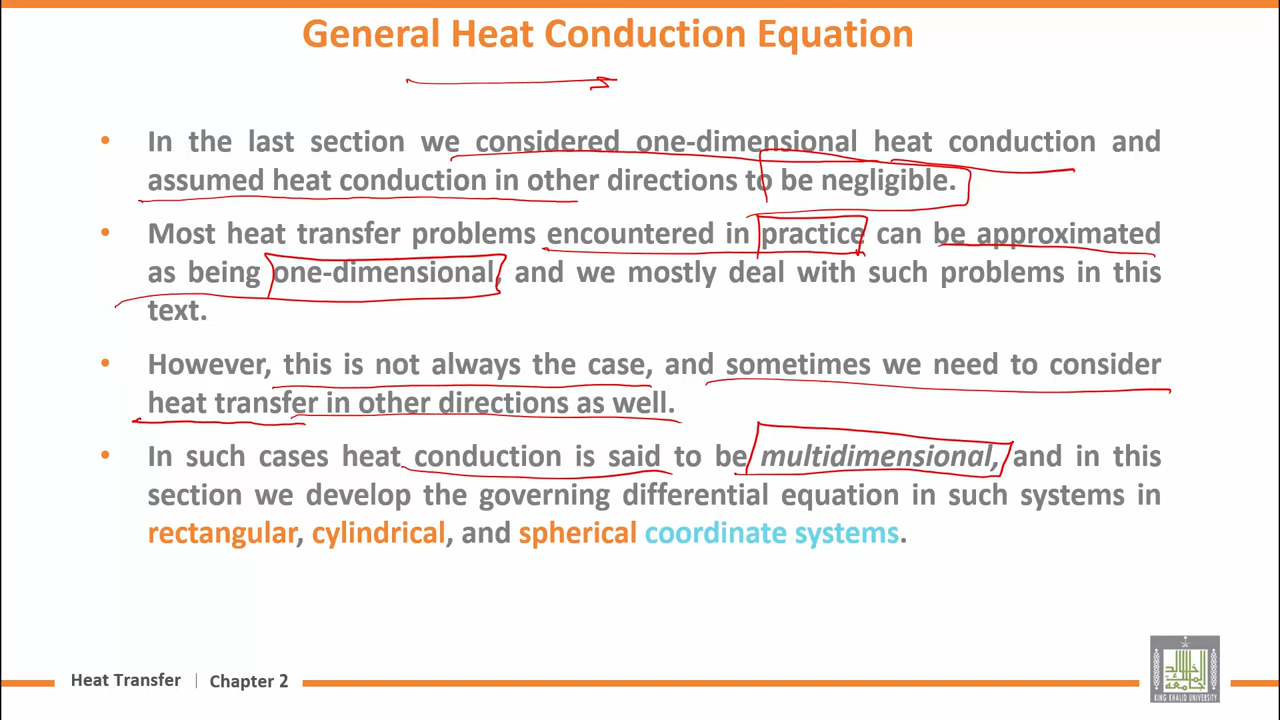 General Heat Conduction Equation
• In the last section we considered one-dimensional heat conduction and
assumed heat conduction in other directions to be negligible.
• Most heat transfer problems encountered in practice can be approximated
as being one-dimensional, and we mostly deal with such problems in this
text.
• However, this is not always the case, and sometimes we need to consider
heat transfer in other directions as well.
• In such cases heat conduction is said to be multidimensional, and in this
section we develop the governing differential equation in such systems in
rectangular, cylindrical, and spherical coordinate systems.
Heat Transfer | Chapter 2
KING KHALID UNIVERSITY